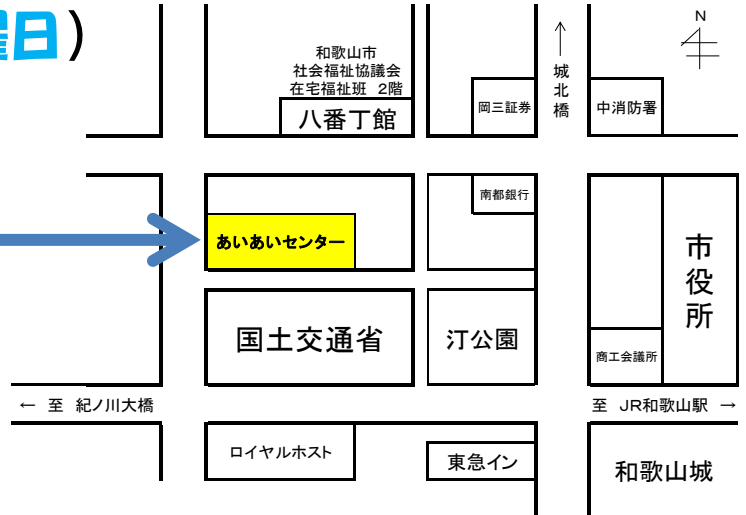 曜日)
N
和歌山市
社会福祉協議会
在宅福祉班 2階
八番丁館
岡三証券
↑
城北橋
中消防署
南都銀行
あいあいセンター
市役所
国土交通省
汀公園
商工会議所
← 至 紀ノ川大橋
至 JR和歌山駅 →
ロイヤルホスト
東急イン
和歌山城